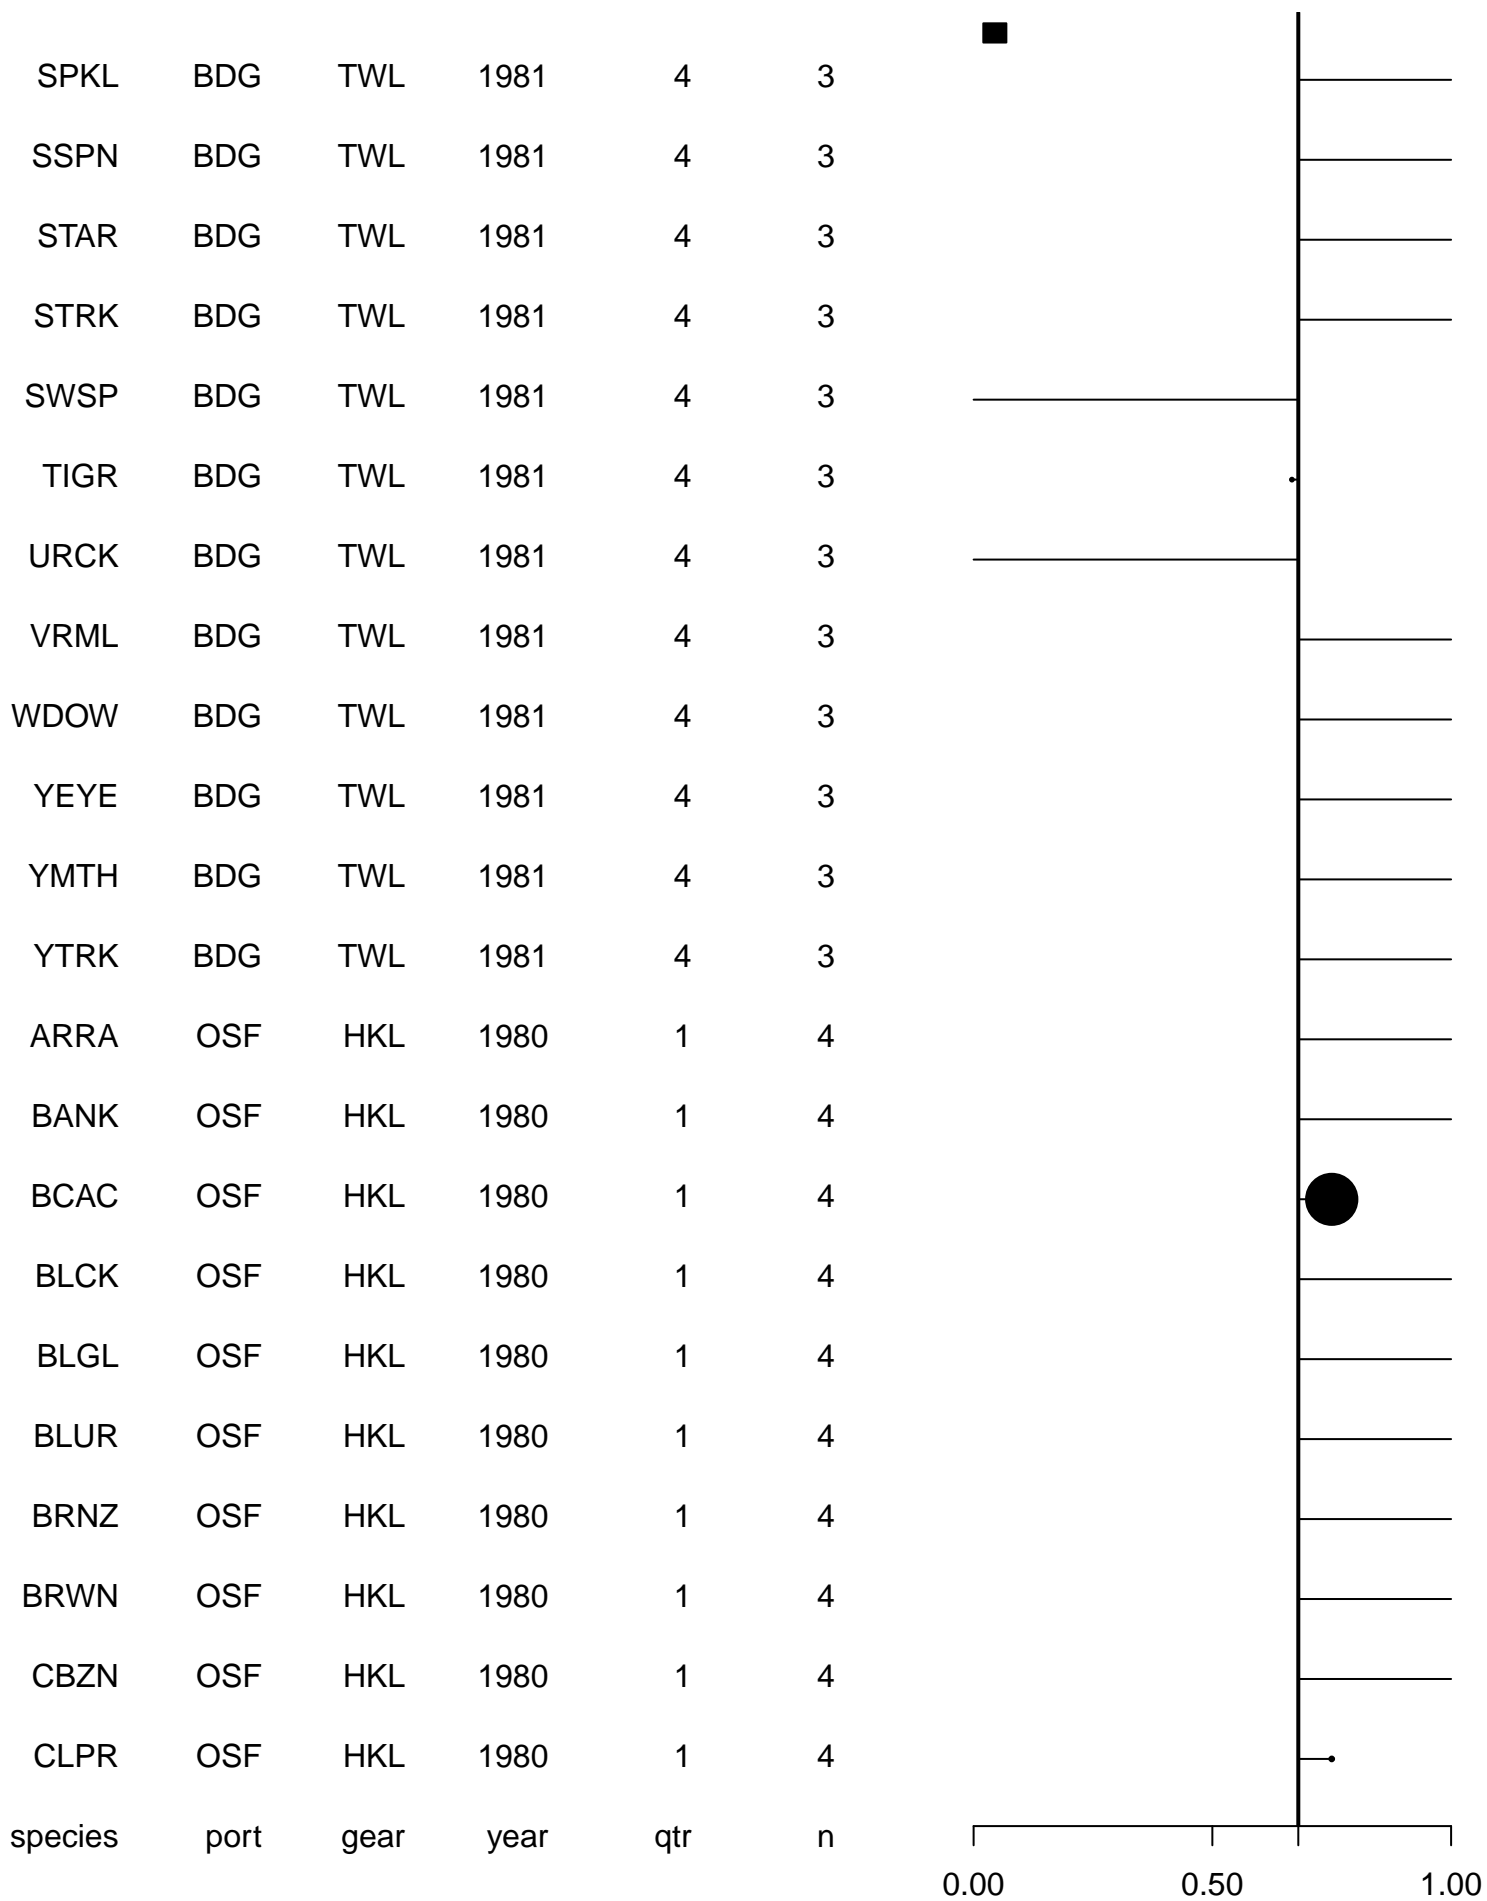 SPKL BDG TWL 1981 4 3
SSPN BDG TWL 1981 4 3
STAR BDG TWL 1981 4 3
STRK BDG TWL 1981 4 3
SWSP BDG TWL 1981 4 3
TIGR BDG TWL 1981 4 3
URCK BDG TWL 1981 4 3
VRML BDG TWL 1981 4 3
WDOW BDG TWL 1981 4 3
YEYE BDG TWL 1981 4 3
YMTH BDG TWL 1981 4 3
YTRK BDG TWL 1981 4 3
ARRA OSF HKL 1980 1 4
BANK OSF HKL 1980 1 4
BCAC OSF HKL 1980 1 4
BLCK OSF HKL 1980 1 4
BLGL OSF HKL 1980 1 4
BLUR OSF HKL 1980 1 4
BRNZ OSF HKL 1980 1 4
BRWN OSF HKL 1980 1 4
CBZN OSF HKL 1980 1 4
CLPR OSF HKL 1980 1 4
species port gear year qtr n
0.00 0.50 1.00